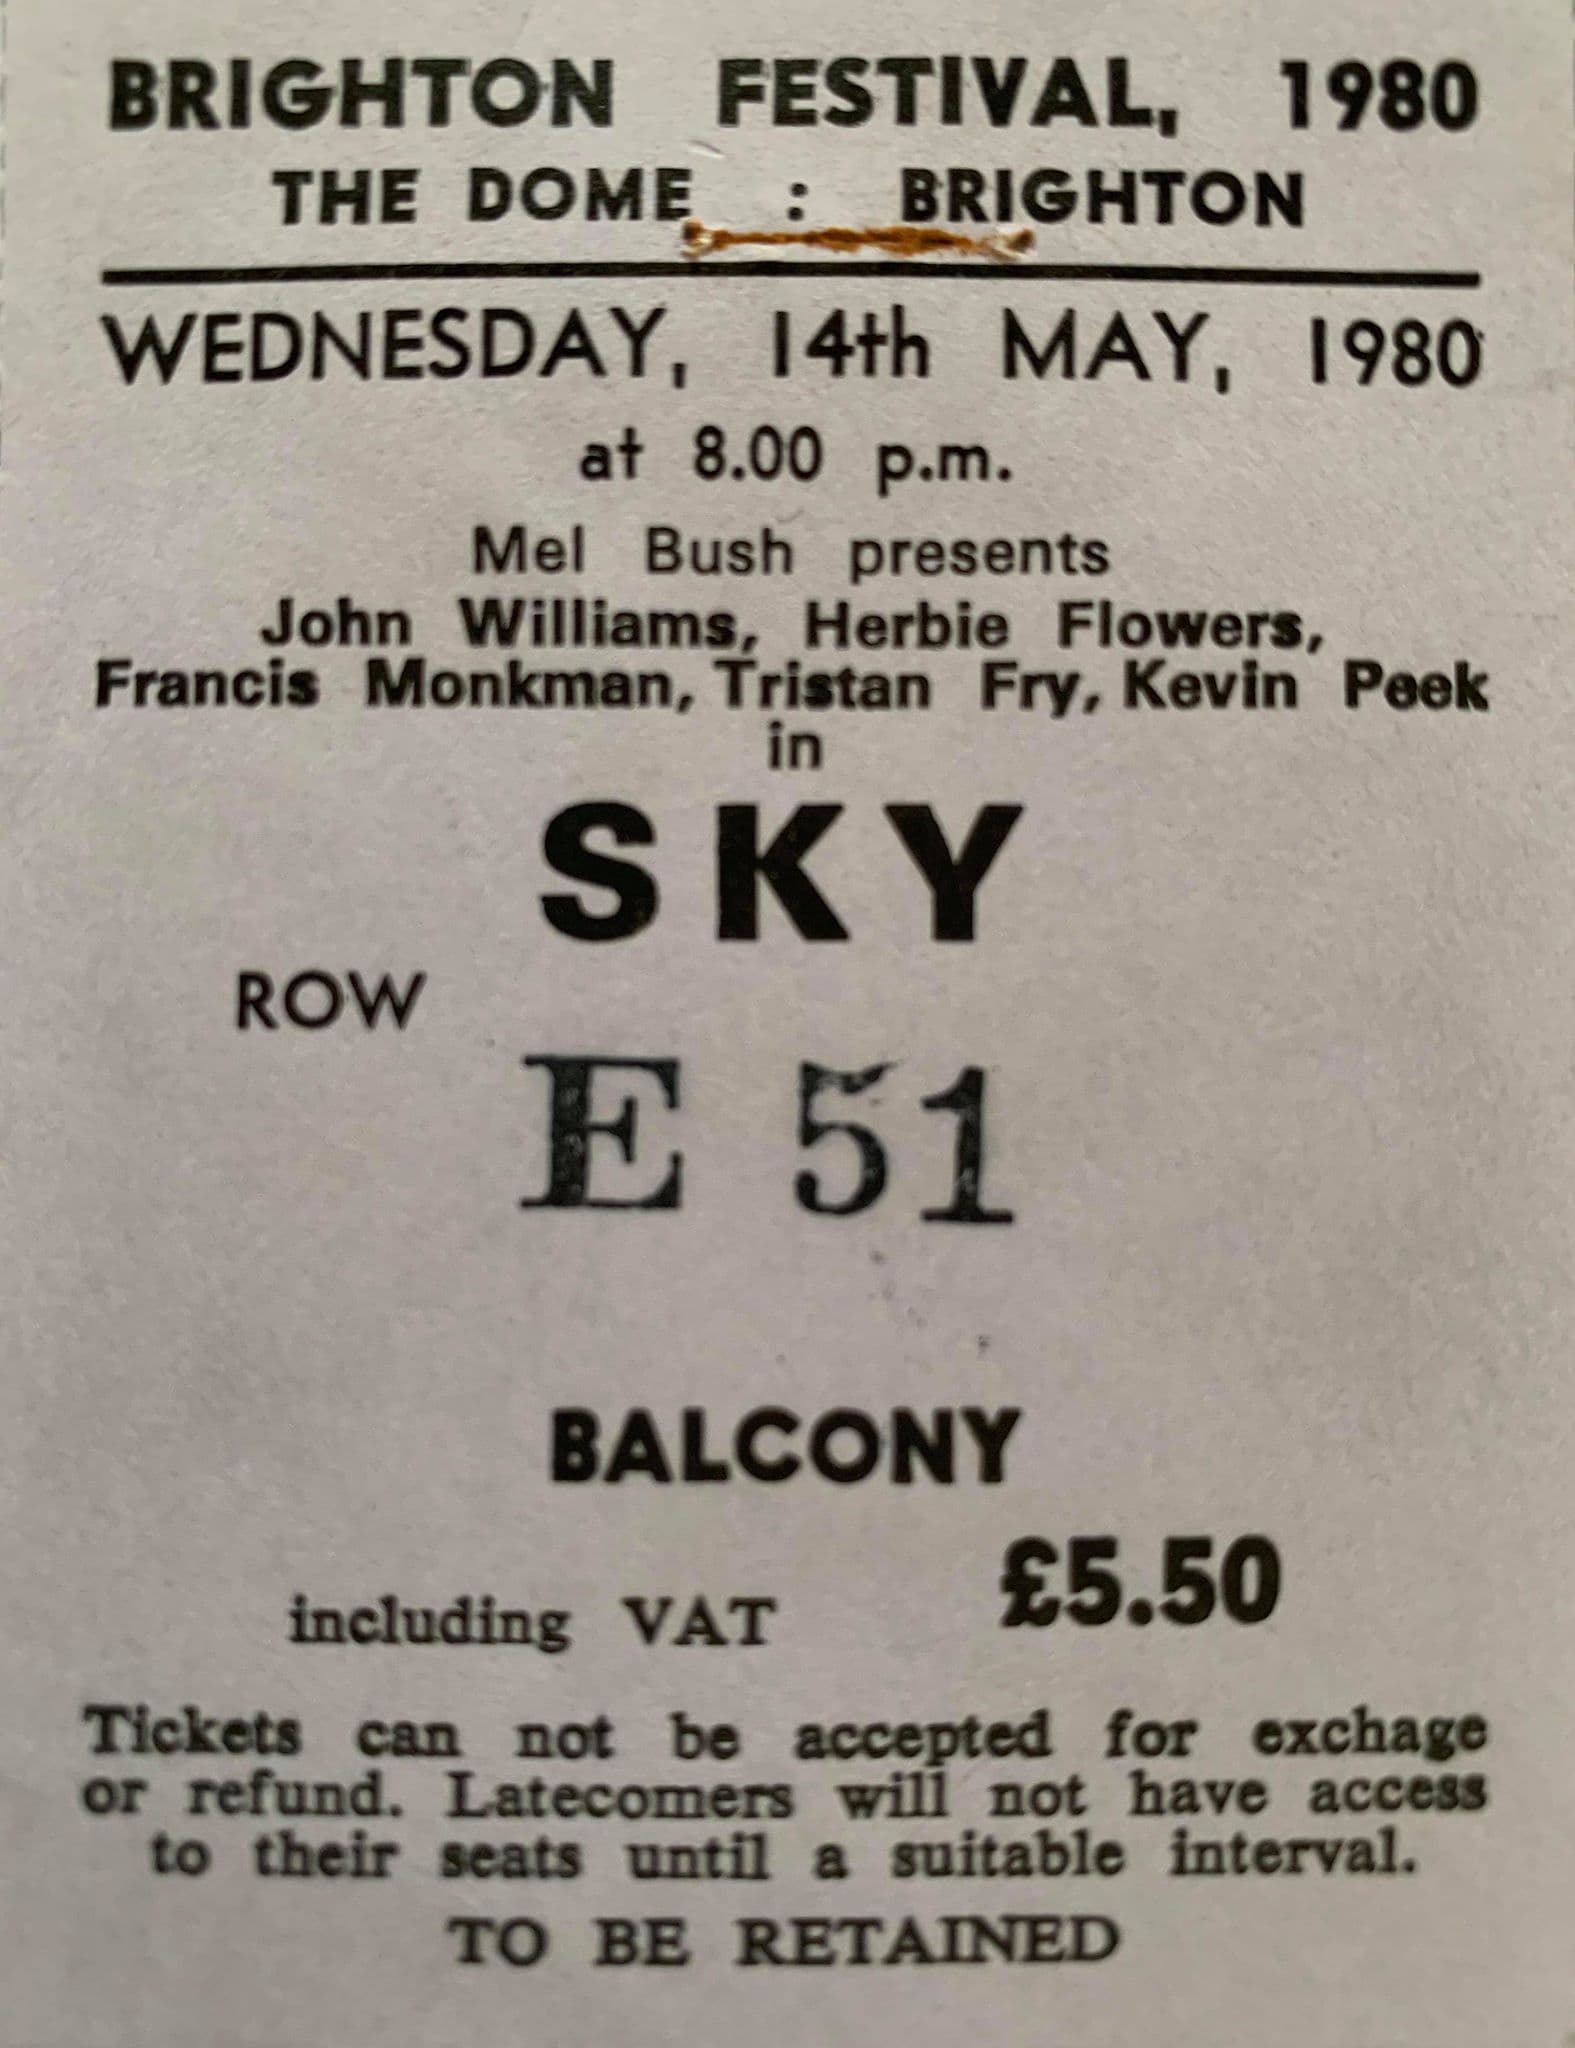 BRIGHTON FESTIVAL, 1980
THE DOME : BRIGHTON
WEDNESDAY, 14th MAY, 1980
at 8.00 p.m.
Mel Bush presents
John Williams, Herbie Flowers,
Francis Monkman, Tristan Fry, Kevin Peek
in
SKY
ROW
E 51
BALCONY
including VAT £5.50
Tickets can not be accepted for exchage
or refund. Latecomers will not have access
to their seats until a suitable interval.
TO BE RETAINED